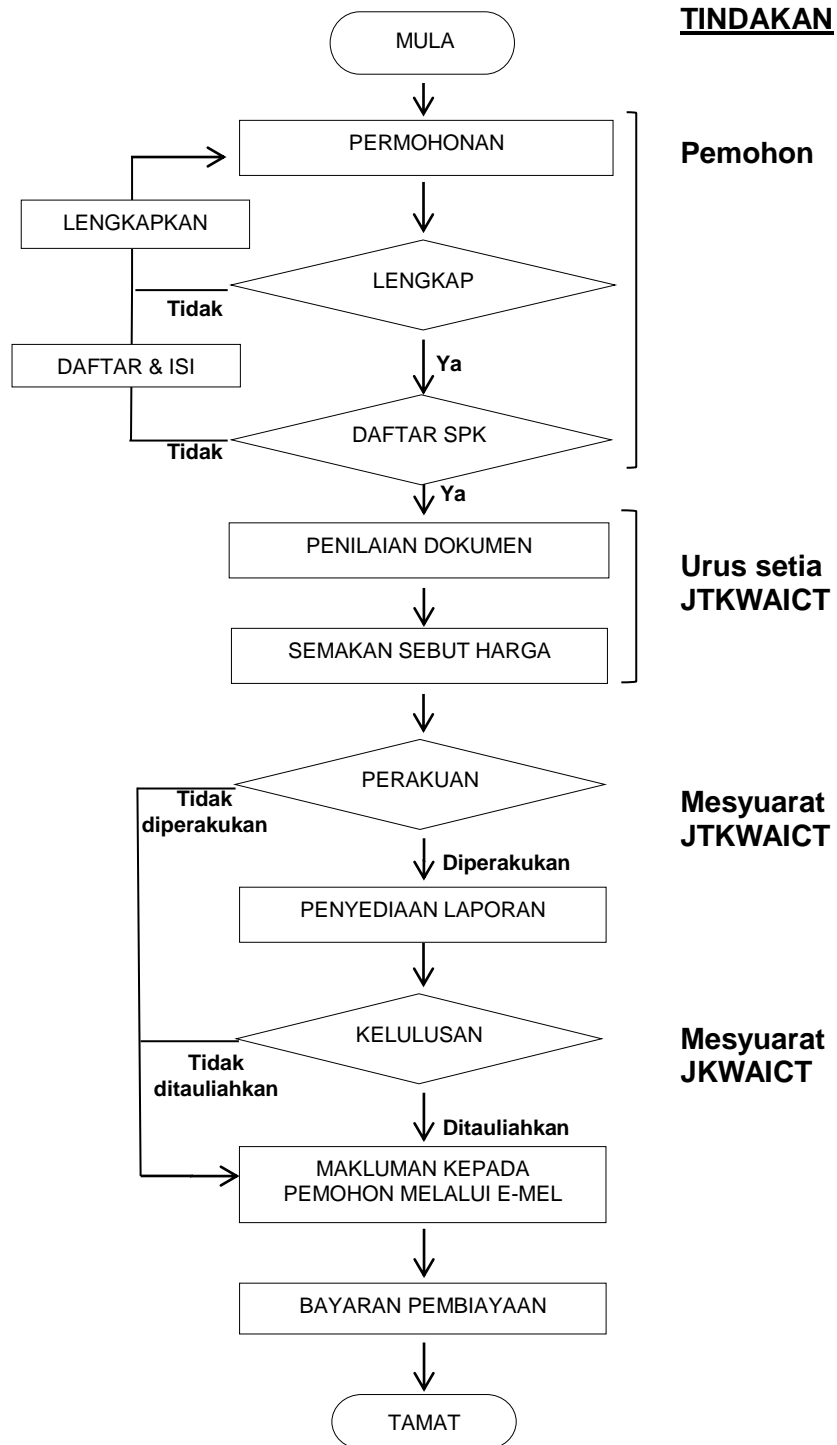 TINDAKAN
MULA
PERMOHONAN
Pemohon
LENGKAPKAN
LENGKAP
Tidak
DAFTAR & ISI
Ya
DAFTAR SPK
Tidak
Ya
PENILAIAN DOKUMEN
Urus setia
JTKWAICT
SEMAKAN SEBUT HARGA
PERAKUAN
Tidak
diperakukan
Mesyuarat
JTKWAICT
Diperakukan
PENYEDIAAN LAPORAN
KELULUSAN
Mesyuarat
JKWAICT
Tidak
ditauliahkan
Ditauliahkan
MAKLUMAN KEPADA
PEMOHON MELALUI E-MEL
BAYARAN PEMBIAYAAN
TAMAT